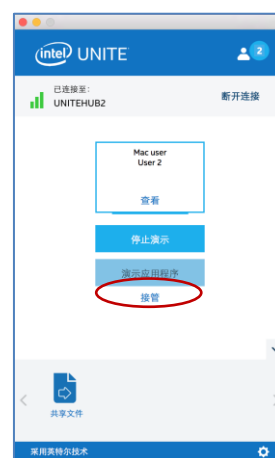 intel UNITE
2
已连接至:
UNITEHUB2
断开连接
Mac user
User 2
查看
停止演示
演示应用程序
接管
共享文件
采用英特尔技术